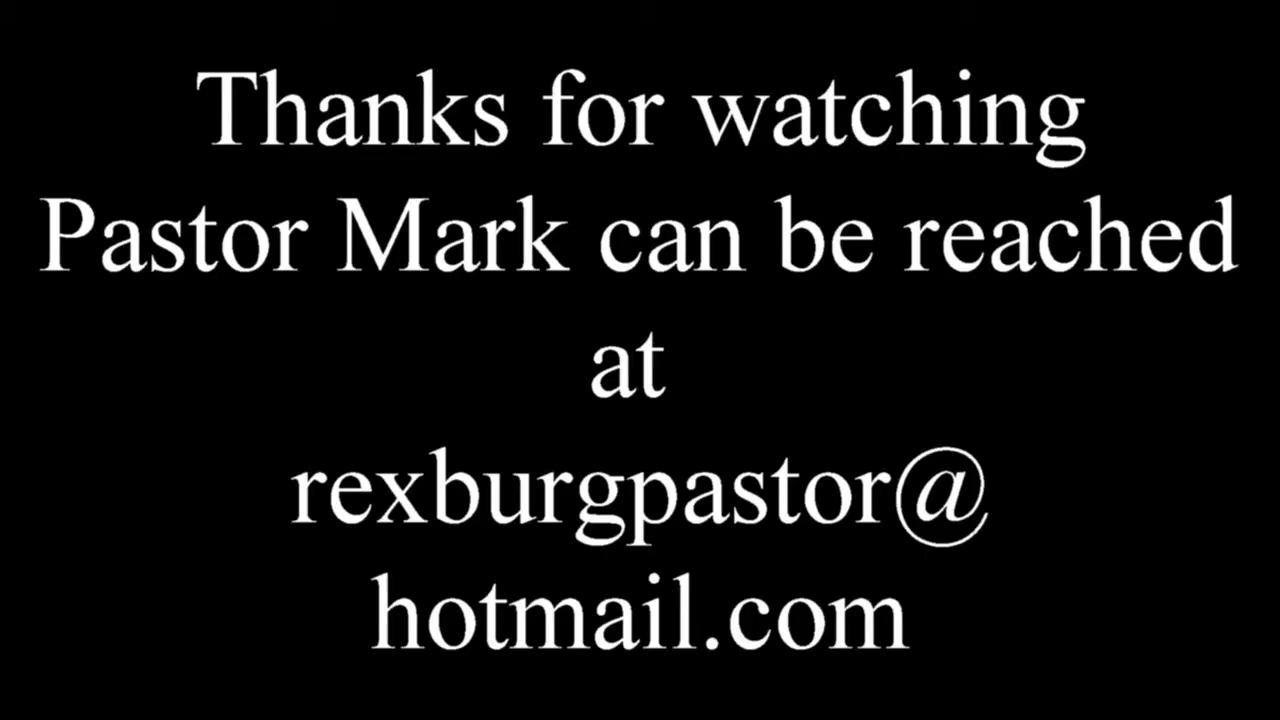 Thanks for watching
Pastor Mark can be reached
at
rexburgpastor@
hotmail.com